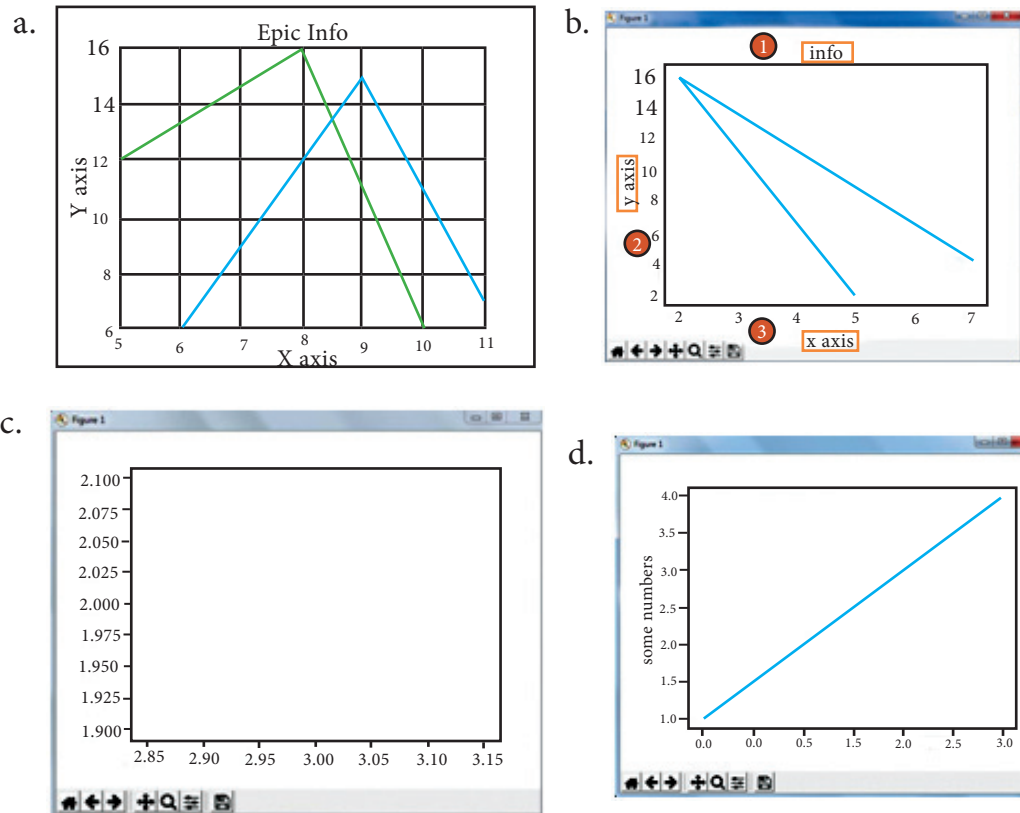 a.
Epic Info
16
14
12
10
8
6
Y axis
5 6 7 8 9 10 11
X axis
b.
Figure 1
1
info
16
14
12
10
8
6
4
2
y axis
2
2 3 4 5 6 7
3
x axis
c.
Figure 1
2.100
2.075
2.050
2.025
2.000
1.975
1.950
1.925
1.900
2.85 2.90 2.95 3.00 3.05 3.10 3.15
d.
Figure 1
4.0
3.5
3.0
2.5
2.0
1.5
1.0
some numbers
0.0 0.0 0.5 1.5 2.0 2.5 3.0